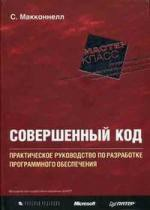 С. Макконнелл
МАСТЕР
КЛАСС
СОВЕРШЕННЫЙ КОД
ПРАКТИЧЕСКОЕ РУКОВОДСТВО ПО РАЗРАБОТКЕ
ПРОГРАММНОГО ОБЕСПЕЧЕНИЯ
Microsoft
ПИТЕР